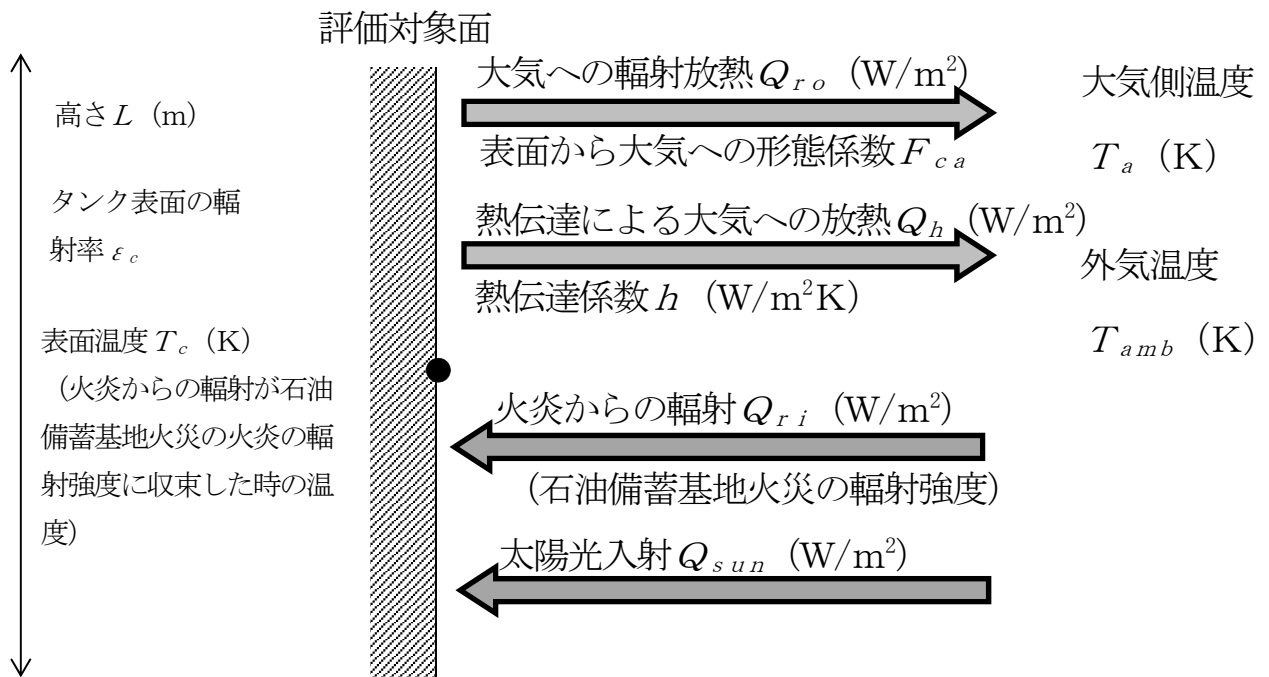 評価対象面
高さL (m)
タンク表面の輻
射率εc
表面温度Tc (K)
(火炎からの輻射が石油
備蓄基地火災の火炎の輻
射強度に収束した時の温
度)
大気への輻射放熱Qro (W/m²)
表面から大気への形態係数Fca
熱伝達による大気への放熱Qh (W/m²)
熱伝達係数h (W/m²K)
火炎からの輻射Qri (W/m²)
(石油備蓄基地火災の輻射強度)
太陽光入射Qsun (W/m²)
大気側温度
Ta (K)
外気温度
Tamb (K)